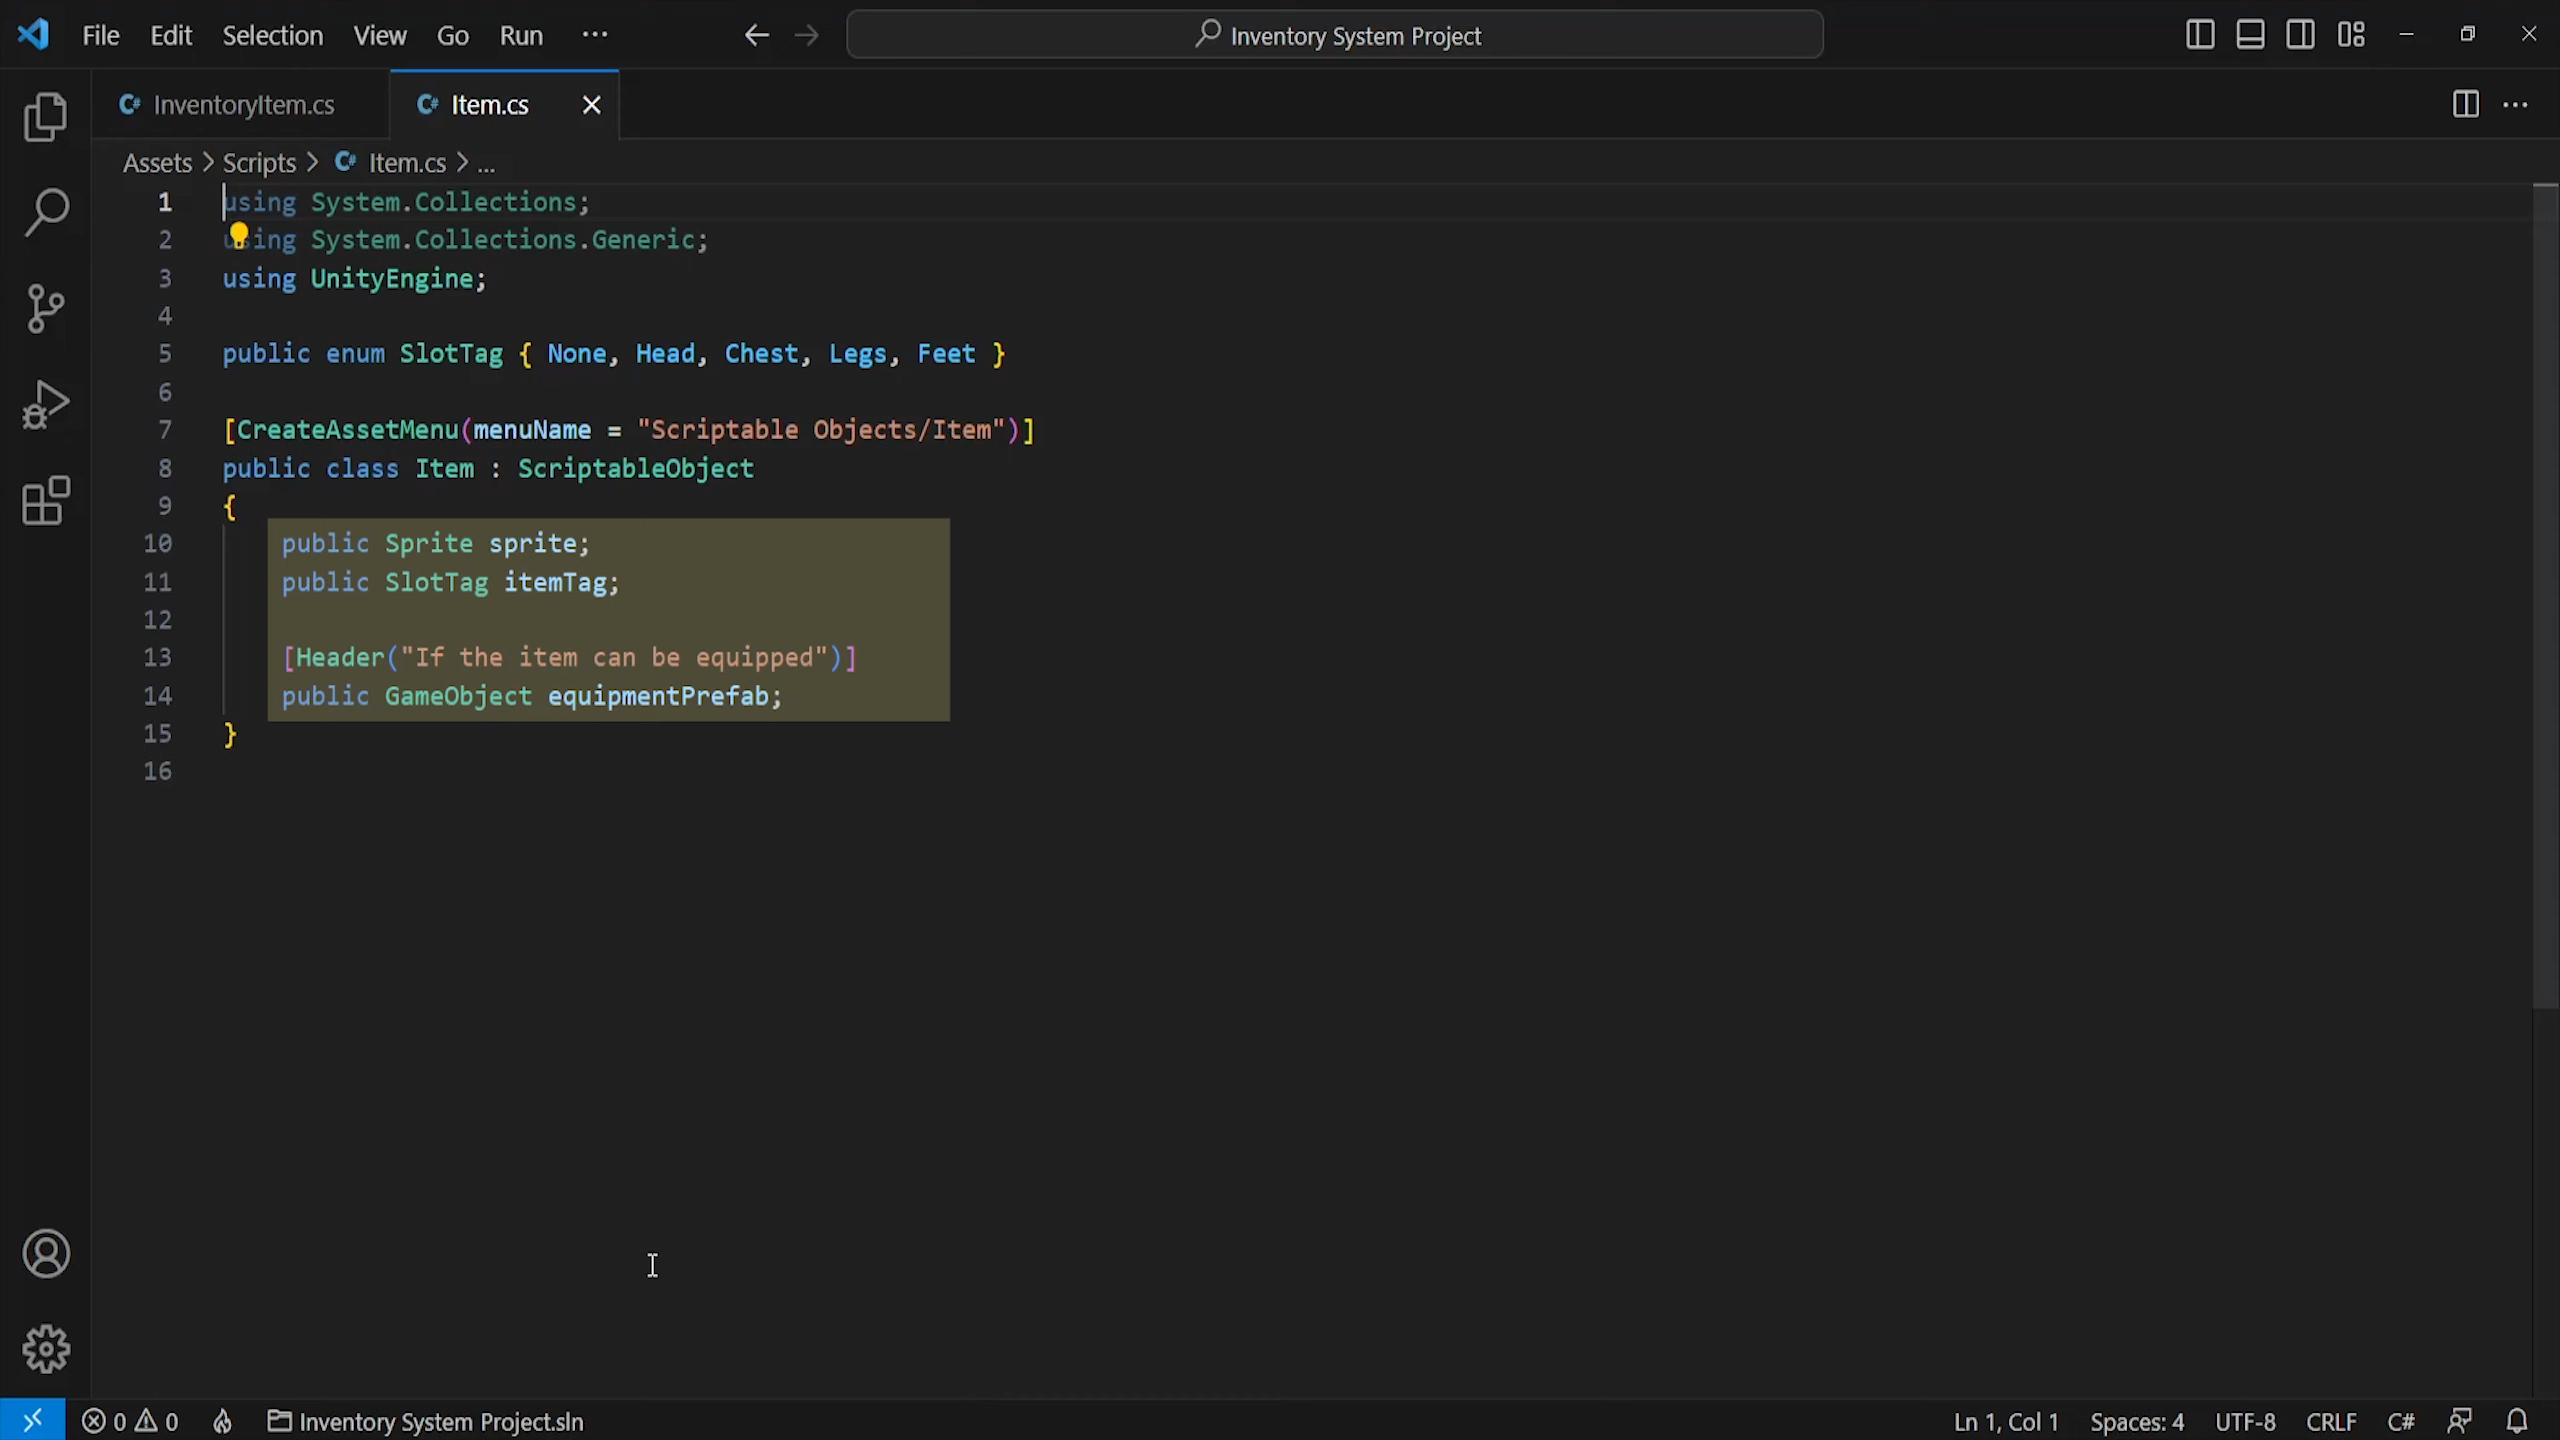 File Edit Selection View Go Run ··· Inventory System Project
InventoryItem.cs Item.cs
Assets > Scripts > Item.cs > ...
1 using System.Collections;
2 using System.Collections.Generic;
3 using UnityEngine;
4
5 public enum SlotTag { None, Head, Chest, Legs, Feet }
6
7 [CreateAssetMenu(menuName = "Scriptable Objects/Item")]
8 public class Item : ScriptableObject
9 {
10 public Sprite sprite;
11 public SlotTag itemTag;
12
13 [Header("If the item can be equipped")]
14 public GameObject equipmentPrefab;
15 }
16
0 0 Inventory System Project.sln Ln 1, Col 1 Spaces: 4 UTF-8 CRLF C#